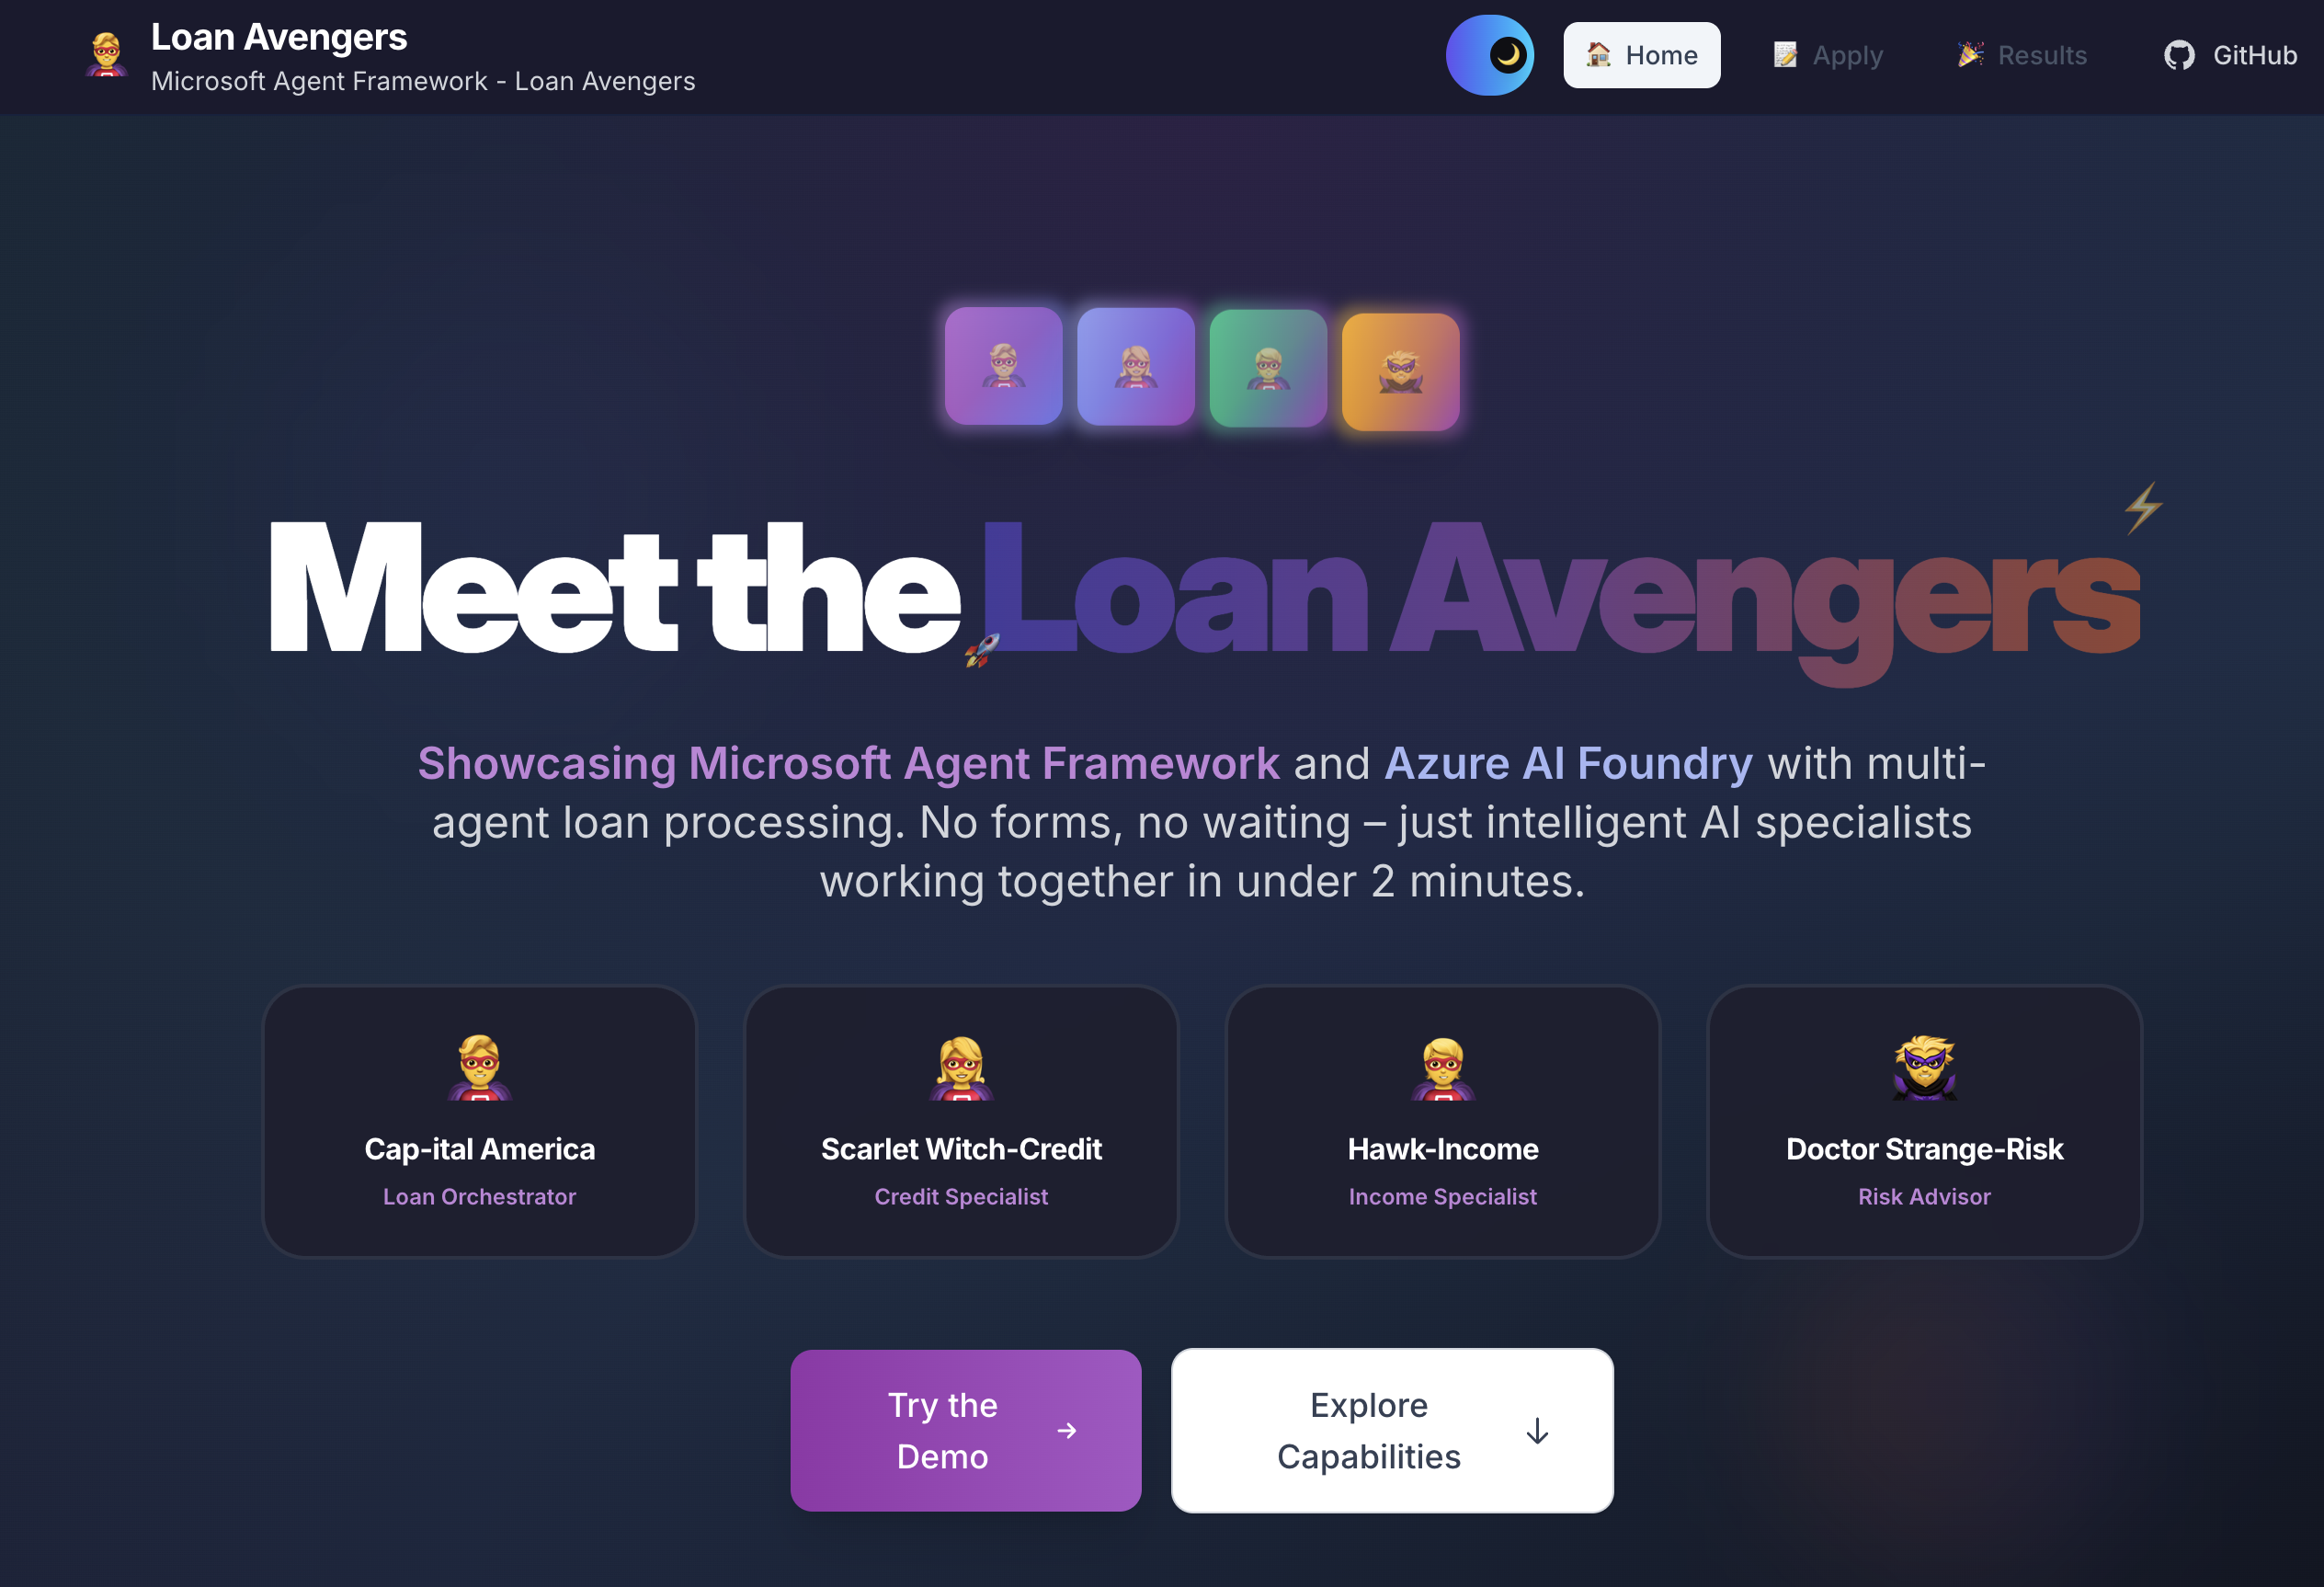 Loan Avengers
Microsoft Agent Framework - Loan Avengers
Home
Apply
Results
GitHub
Meet the Loan Avengers
Showcasing Microsoft Agent Framework and Azure AI Foundry with multi-
agent loan processing. No forms, no waiting – just intelligent AI specialists
working together in under 2 minutes.
Cap-ital America
Loan Orchestrator
Scarlet Witch-Credit
Credit Specialist
Hawk-Income
Income Specialist
Doctor Strange-Risk
Risk Advisor
Try the
Demo
Explore
Capabilities